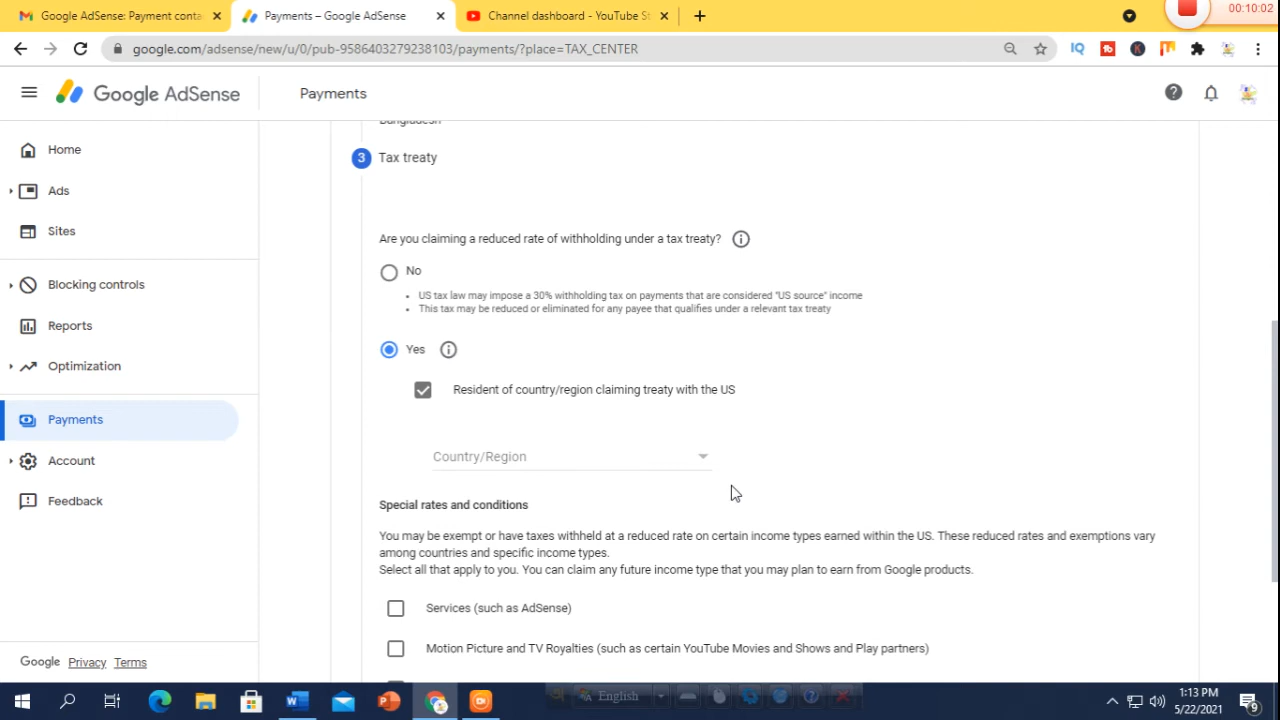 Google AdSense: Payment conta
Payments – Google AdSense
Channel dashboard - YouTube St
00:10:02
google.com/adsense/new/u/0/pub-9586403279238103/payments/?place=TAX_CENTER
Google AdSense
Payments
Home
Ads
Sites
Blocking controls
Reports
Optimization
Payments
Account
Feedback
Google Privacy Terms
Bangladesh
3 Tax treaty
Are you claiming a reduced rate of withholding under a tax treaty?
No
• US tax law may impose a 30% withholding tax on payments that are considered "US source" income
• This tax may be reduced or eliminated for any payee that qualifies under a relevant tax treaty
Yes
Resident of country/region claiming treaty with the US
Country/Region
Special rates and conditions
You may be exempt or have taxes withheld at a reduced rate on certain income types earned within the US. These reduced rates and exemptions vary
among countries and specific income types.
Select all that apply to you. You can claim any future income type that you may plan to earn from Google products.
Services (such as AdSense)
Motion Picture and TV Royalties (such as certain YouTube Movies and Shows and Play partners)
English
1:13 PM
5/22/2021
9